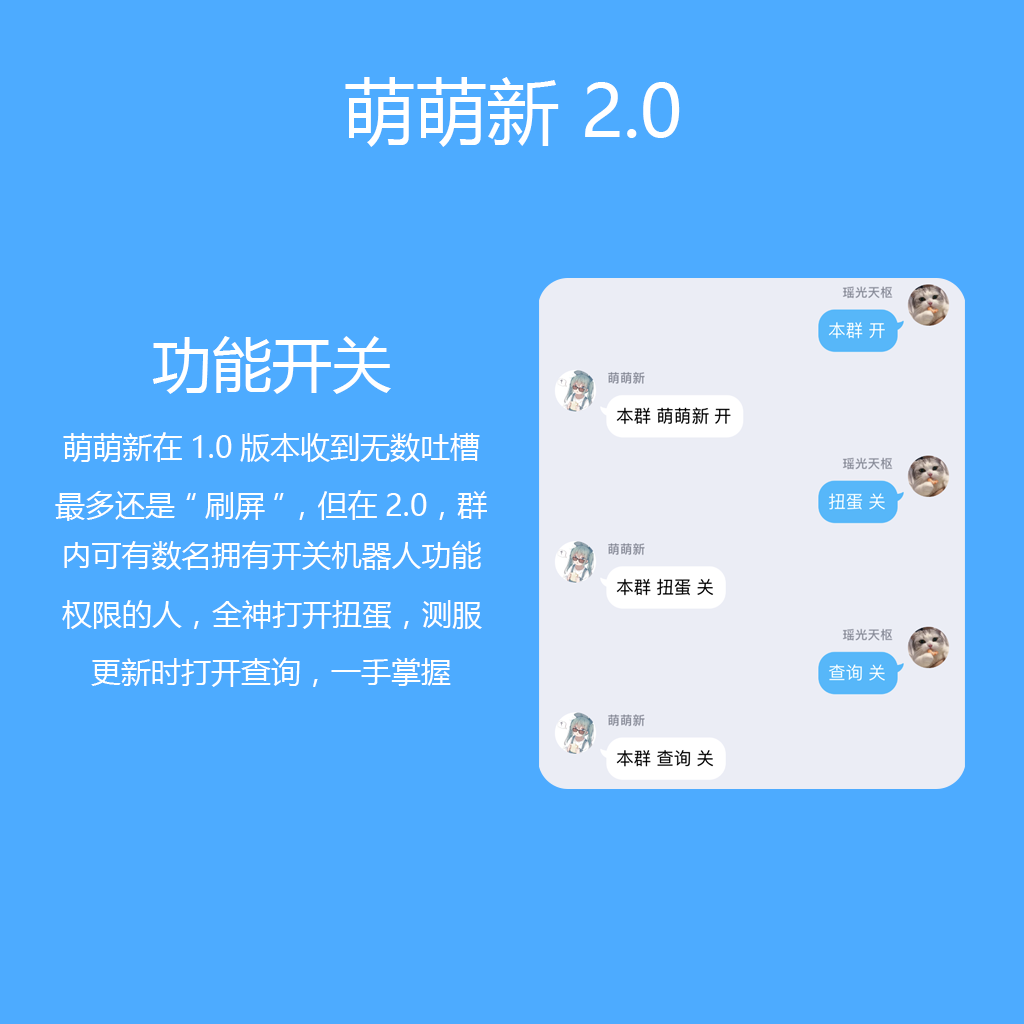 萌萌新 2.0
功能开关
萌萌新在 1.0 版本收到无数吐槽
最多还是“刷屏”，但在 2.0，群
内可有数名拥有开关机器人功能
权限的人，全神打开扭蛋，测服
更新时打开查询，一手掌握
瑶光天枢
本群 开
萌萌新
本群 萌萌新 开
瑶光天枢
扭蛋 关
萌萌新
本群 扭蛋 关
瑶光天枢
查询 关
萌萌新
本群 查询 关